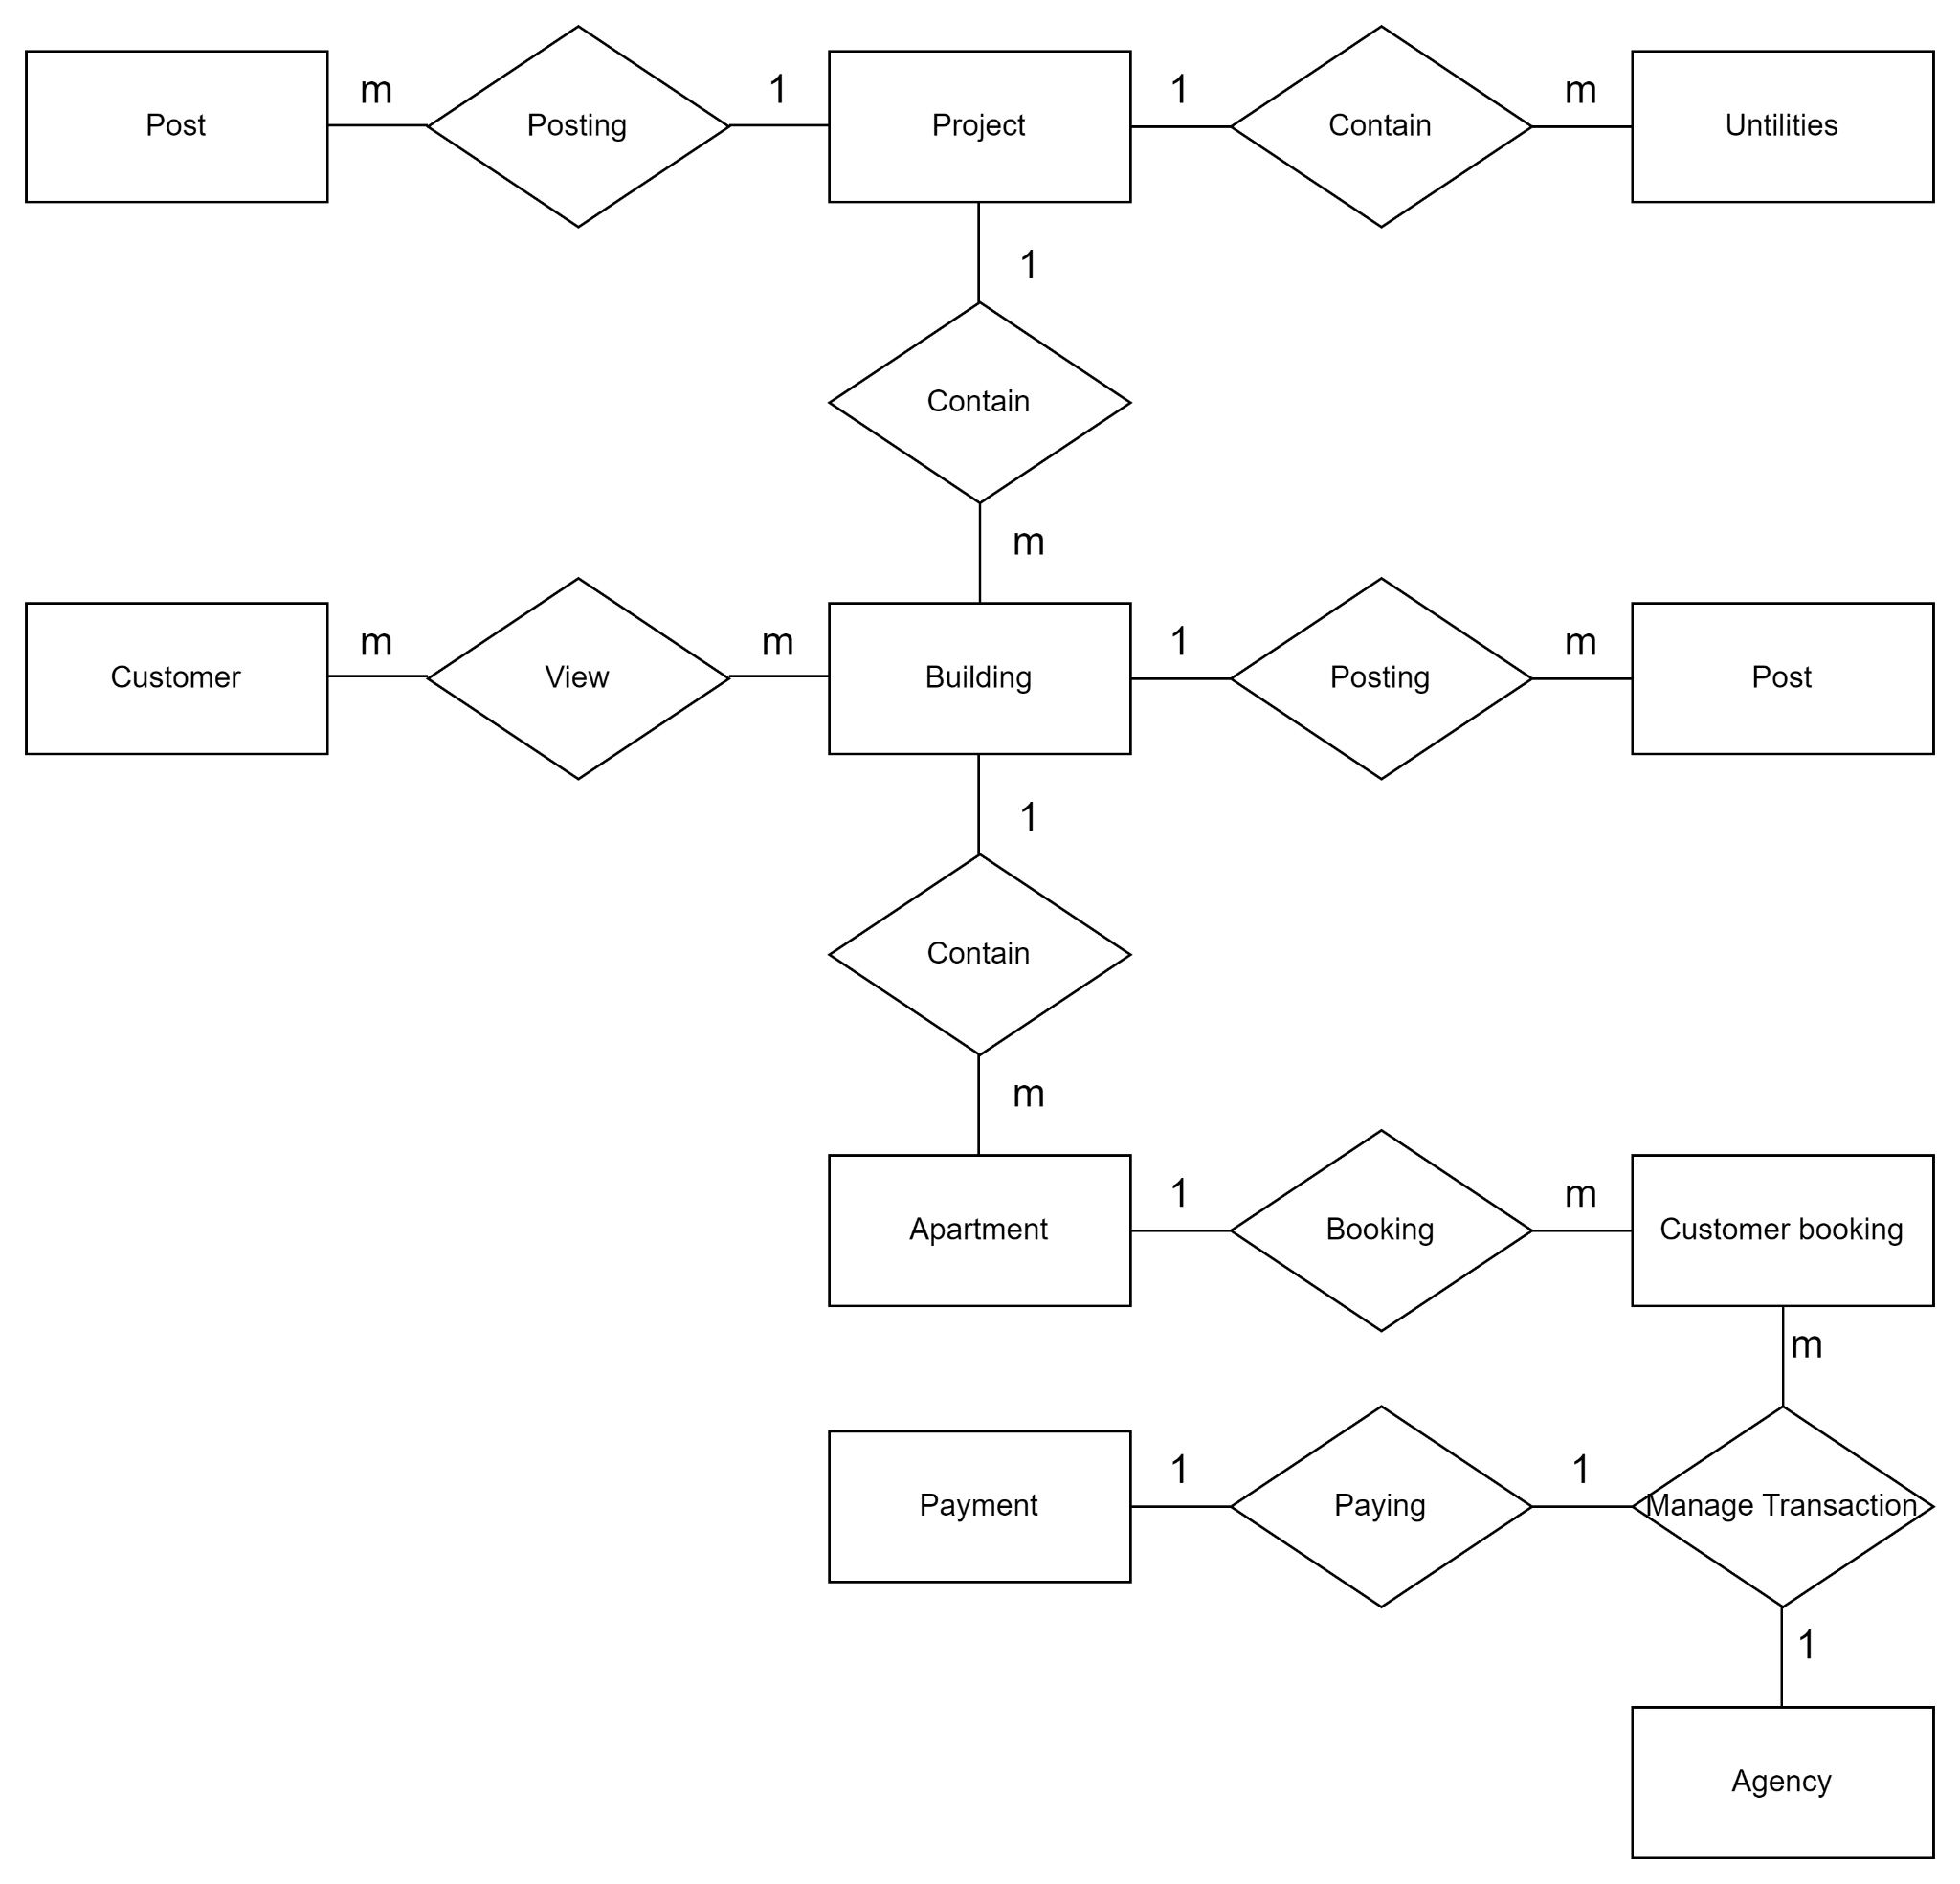 Post
m
Posting
1
Project
1
Contain
m
Untilities
1
Contain
m
Customer
m
View
m
Building
1
Posting
m
Post
1
Contain
m
Apartment
1
Booking
m
Customer booking
m
Payment
1
Paying
1
Manage Transaction
1
Agency